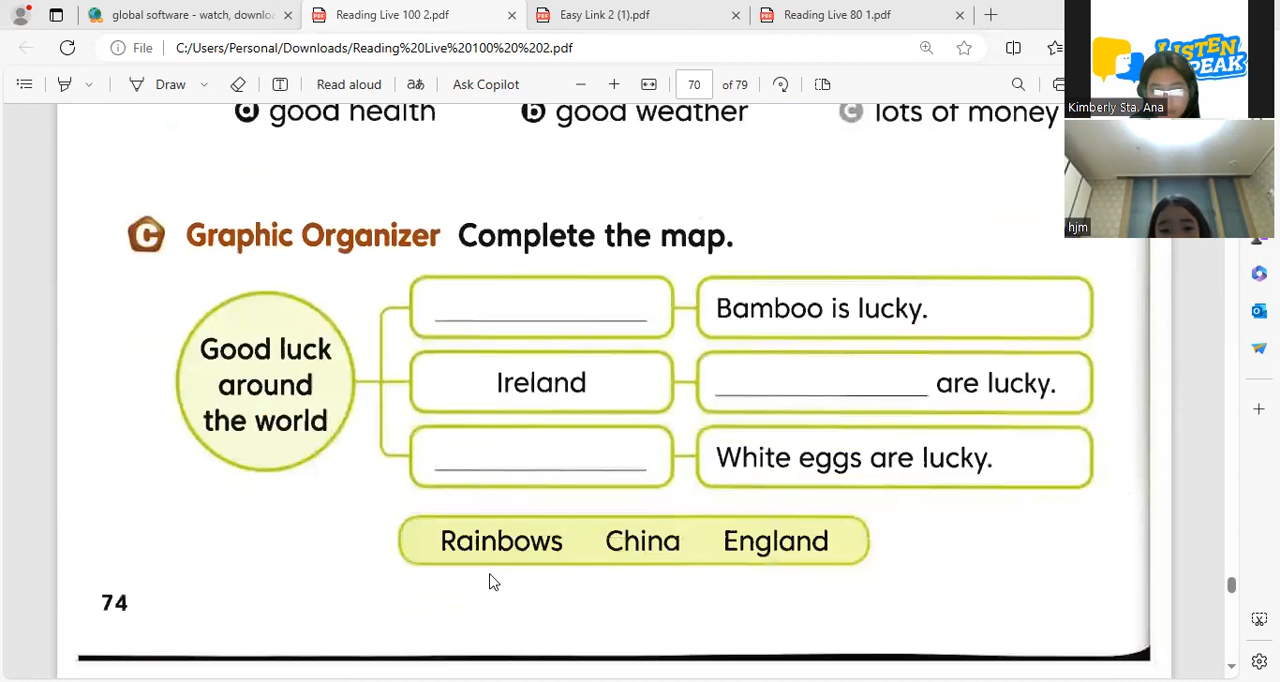 global software - watch, downlo
Reading Live 100 2.pdf
Easy Link 2 (1).pdf
Reading Live 80 1.pdf
File
C:/Users/Personal/Downloads/Reading%20Live%20100%20%202.pdf
Draw
Read aloud
aあ
Ask Copilot
70
of 79
LISTEN
SPEAK
Kimberly Sta. Ana
hjm
a good health
b good weather
c lots of money
C Graphic Organizer Complete the map.
Good luck
around
the world
Bamboo is lucky.
Ireland
are lucky.
White eggs are lucky.
Rainbows China England
74